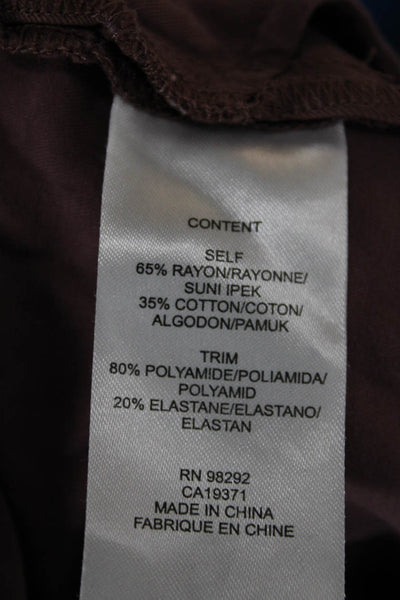 CONTENT
SELF
65% RAYON/RAYONNE/
SUNI IPEK
35% COTTON/COTON/
ALGODON/PAMUK
TRIM
80% POLYAMIDE/POLIAMIDA/
POLYAMID
20% ELASTANE/ELASTANO/
ELASTAN
RN 98292
CA19371
MADE IN CHINA
FABRIQUE EN CHINE